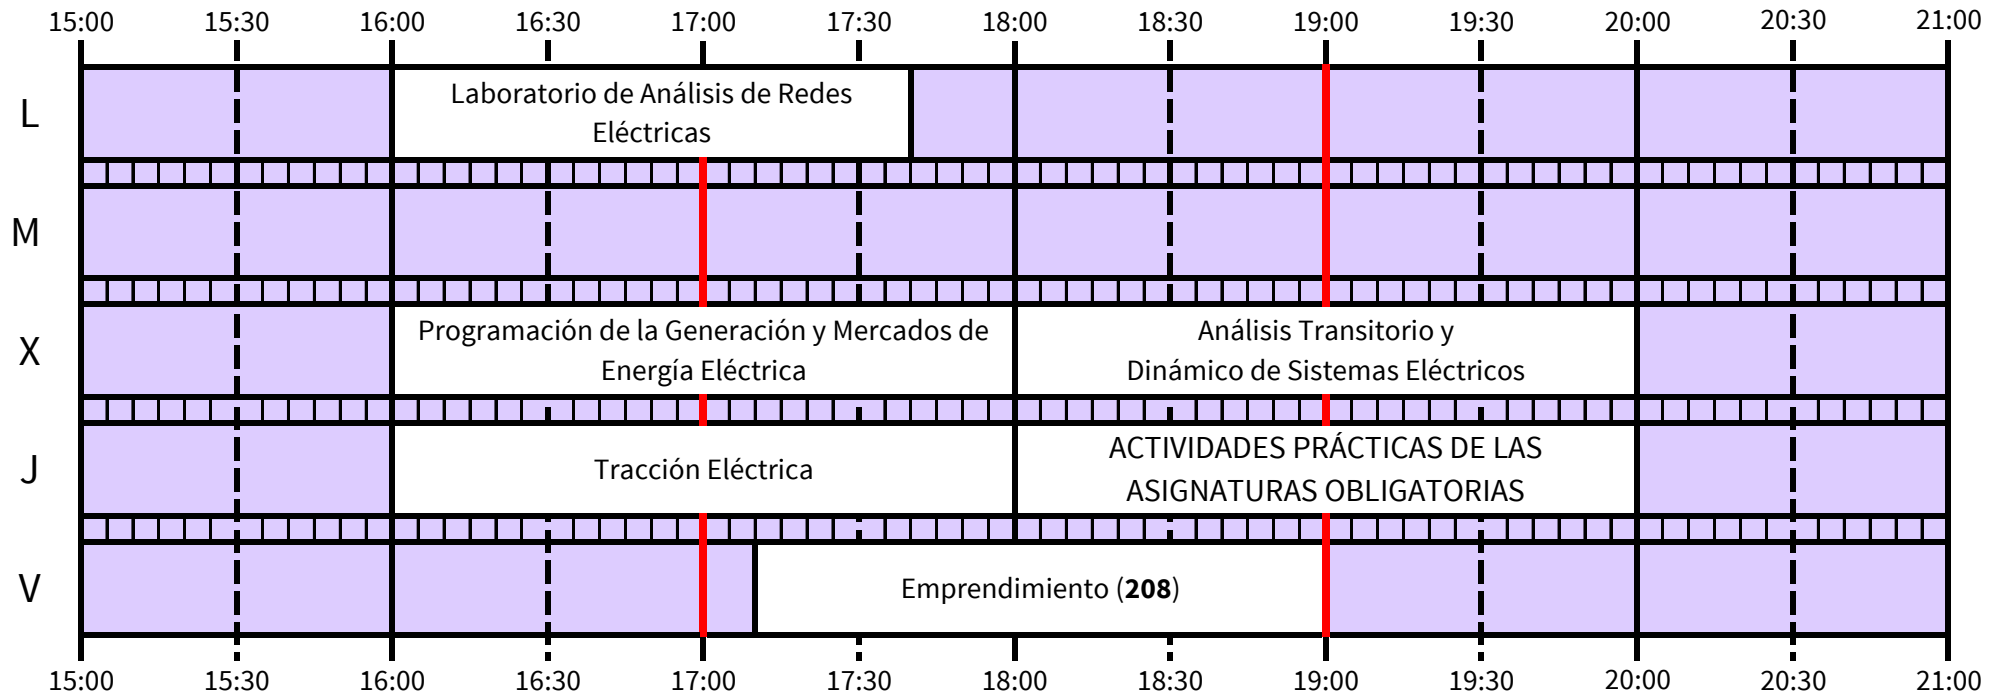 15:00 15:30 16:00 16:30 17:00 17:30 18:00 18:30 19:00 19:30 20:00 20:30 21:00
L
Laboratorio de Análisis de Redes
Eléctricas
M
X
Programación de la Generación y Mercados de
Energía Eléctrica
Análisis Transitorio y
Dinámico de Sistemas Eléctricos
J
Tracción Eléctrica
ACTIVIDADES PRÁCTICAS DE LAS
ASIGNATURAS OBLIGATORIAS
V
Emprendimiento (208)
15:00 15:30 16:00 16:30 17:00 17:30 18:00 18:30 19:00 19:30 20:00 20:30 21:00